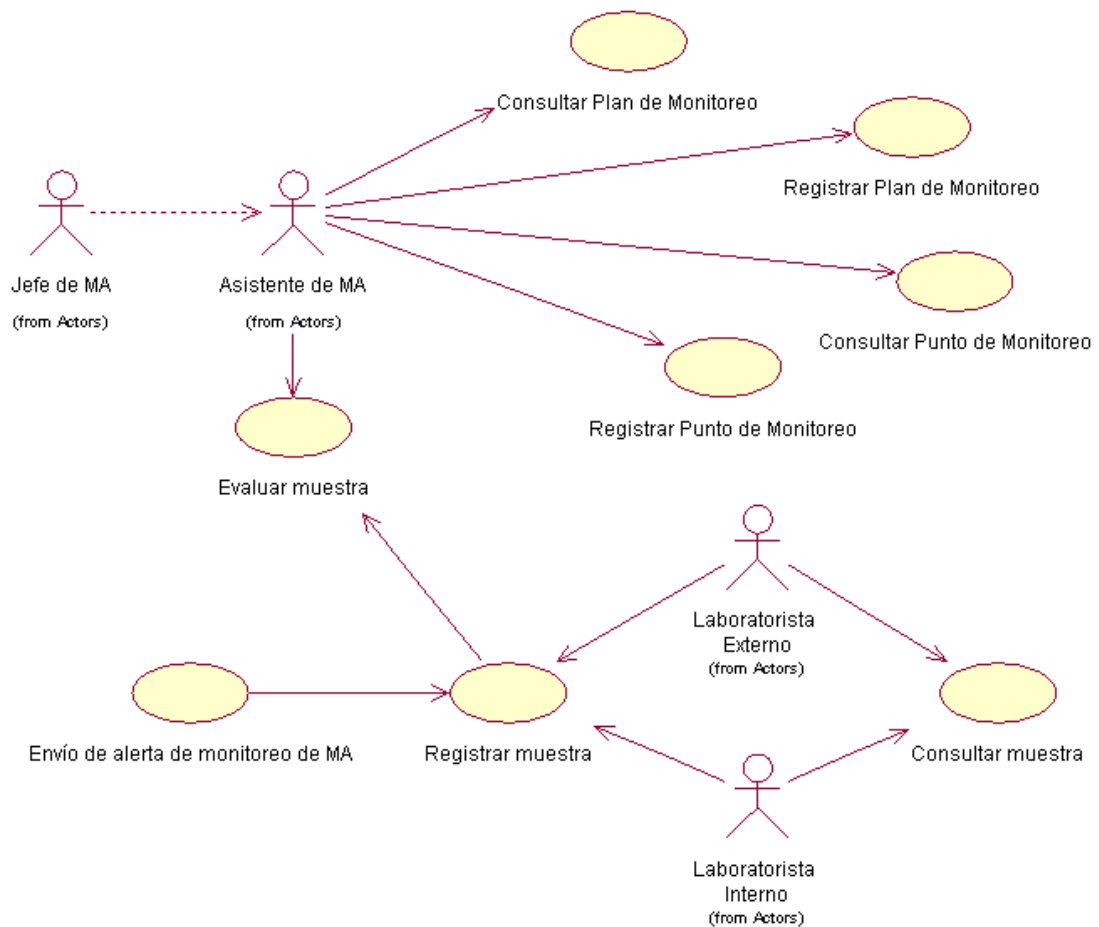 Consultar Plan de Monitoreo
Registrar Plan de Monitoreo
Jefe de MA
(from Actors)
Asistente de MA
(from Actors)
Consultar Punto de Monitoreo
Registrar Punto de Monitoreo
Evaluar muestra
Laboratorista
Externo
(from Actors)
Envío de alerta de monitoreo de MA
Registrar muestra
Consultar muestra
Laboratorista
Interno
(from Actors)